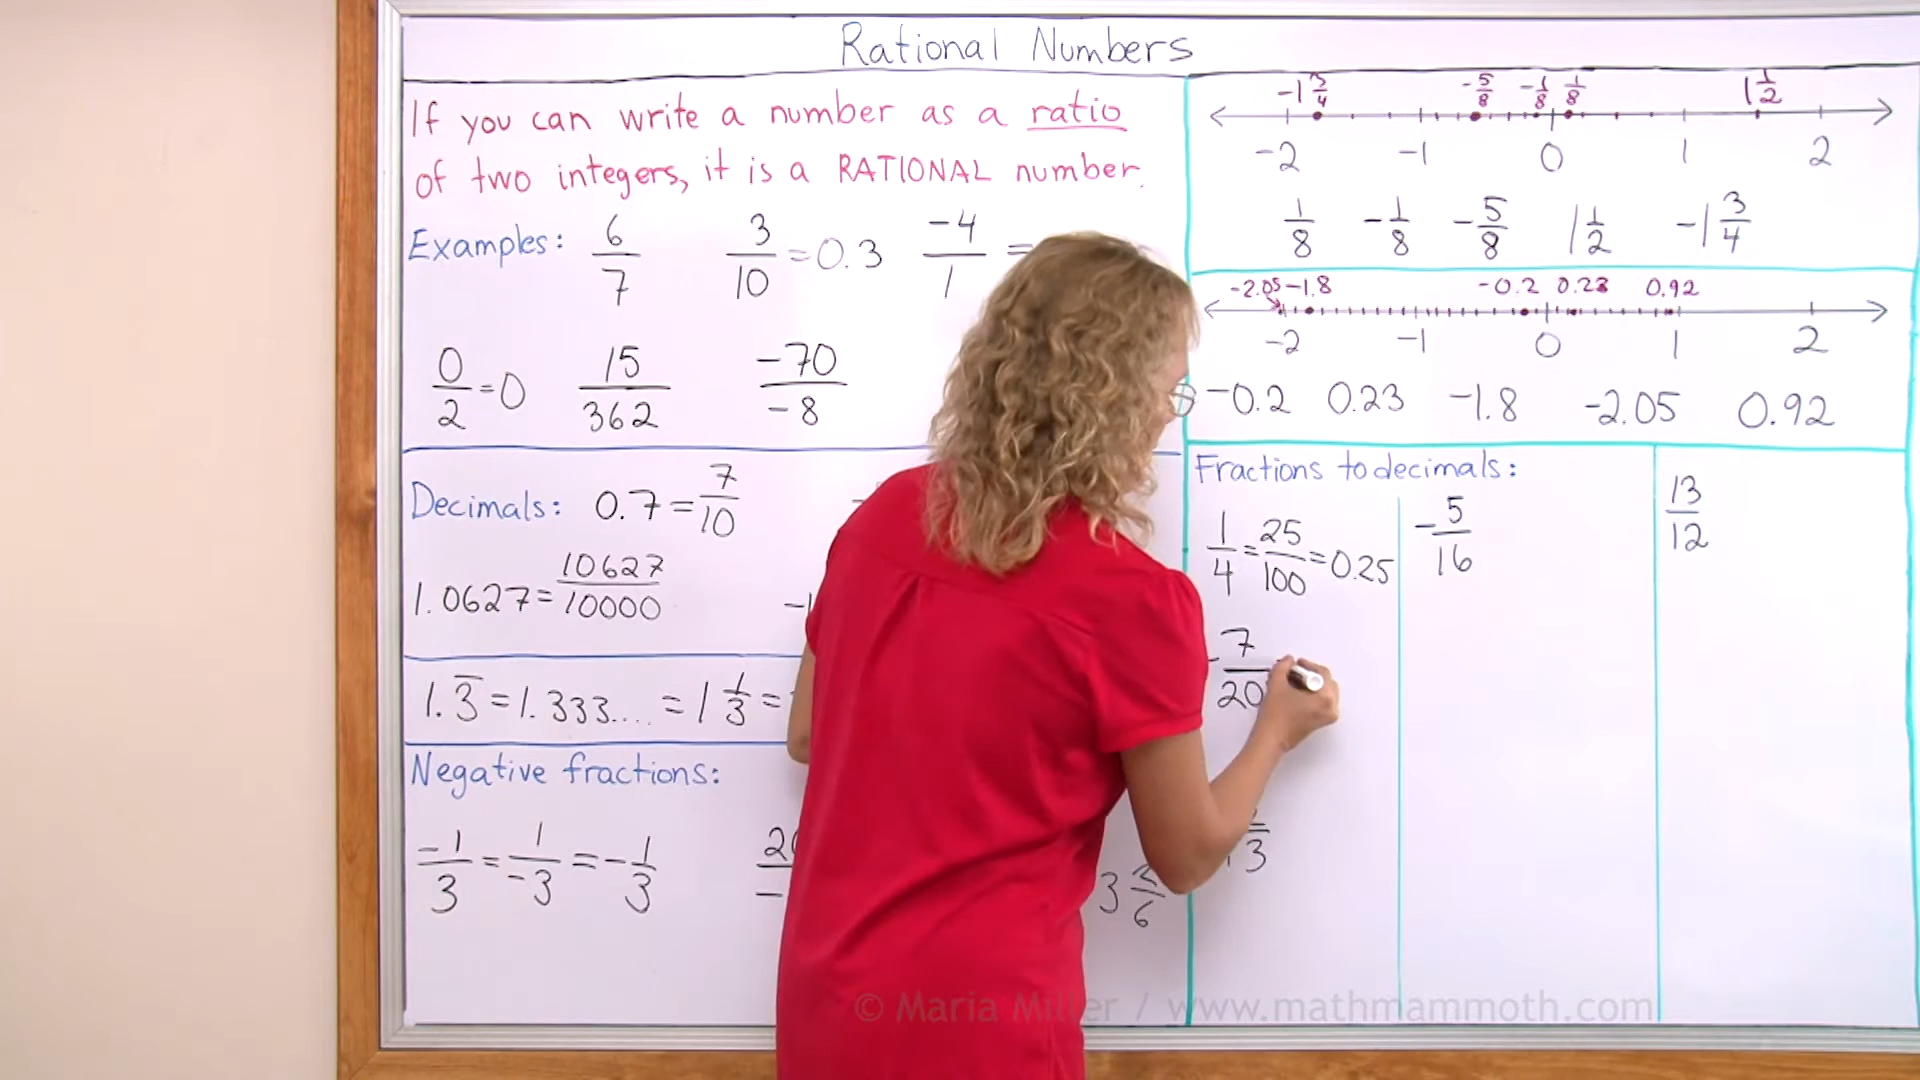 Rational Numbers
If you can write a number as a ratio
of two integers, it is a RATIONAL number.
Examples: 6/7 3/10 = 0.3 -4/1 =
0/2 = 0 15/362 -70/-8
Decimals: 0.7 = 7/10
1.0627 = 10627/10000
1.3̅ = 1.333.... = 1 1/3 =
Negative fractions:
-1/3 = 1/-3 = -1/3
3
6
-1 3/4 -5/8 -1/8 1/8 1 1/2
-2 -1 0 1 2
1/8 -1/8 -5/8 1 1/2 -1 3/4
-2.05 -1.8 -0.2 0.23 0.92
-2 -1 0 1 2
-0.2 0.23 -1.8 -2.05 0.92
Fractions to decimals:
1/4 = 25/100 = 0.25
-7/20
3
-5/16
13/12
© Maria Miller / www.mathmammoth.com